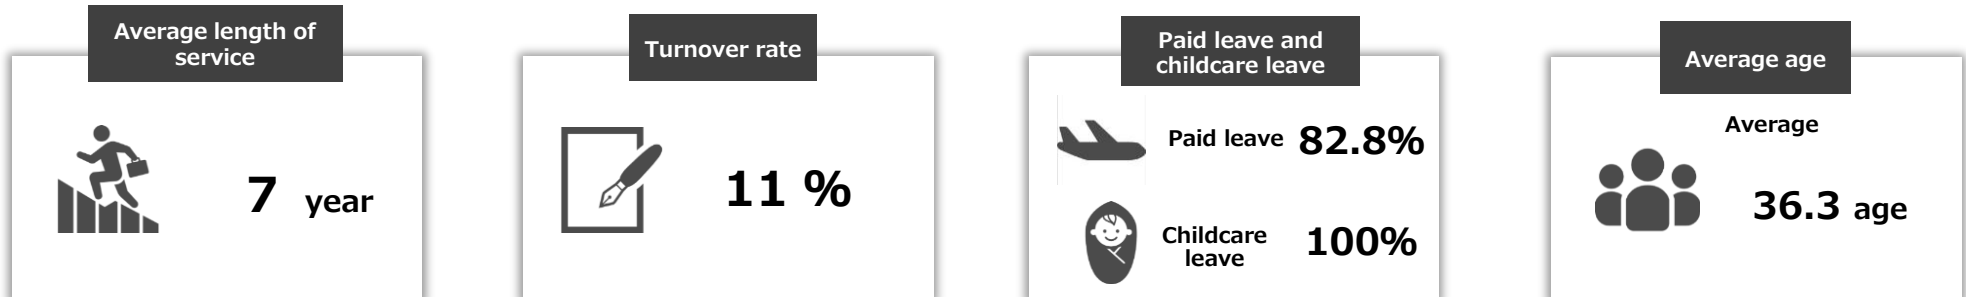 Average length of
service
7 year
Turnover rate
11 %
Paid leave and
childcare leave
Paid leave 82.8%
Childcare
leave
100%
Average age
Average
36.3 age